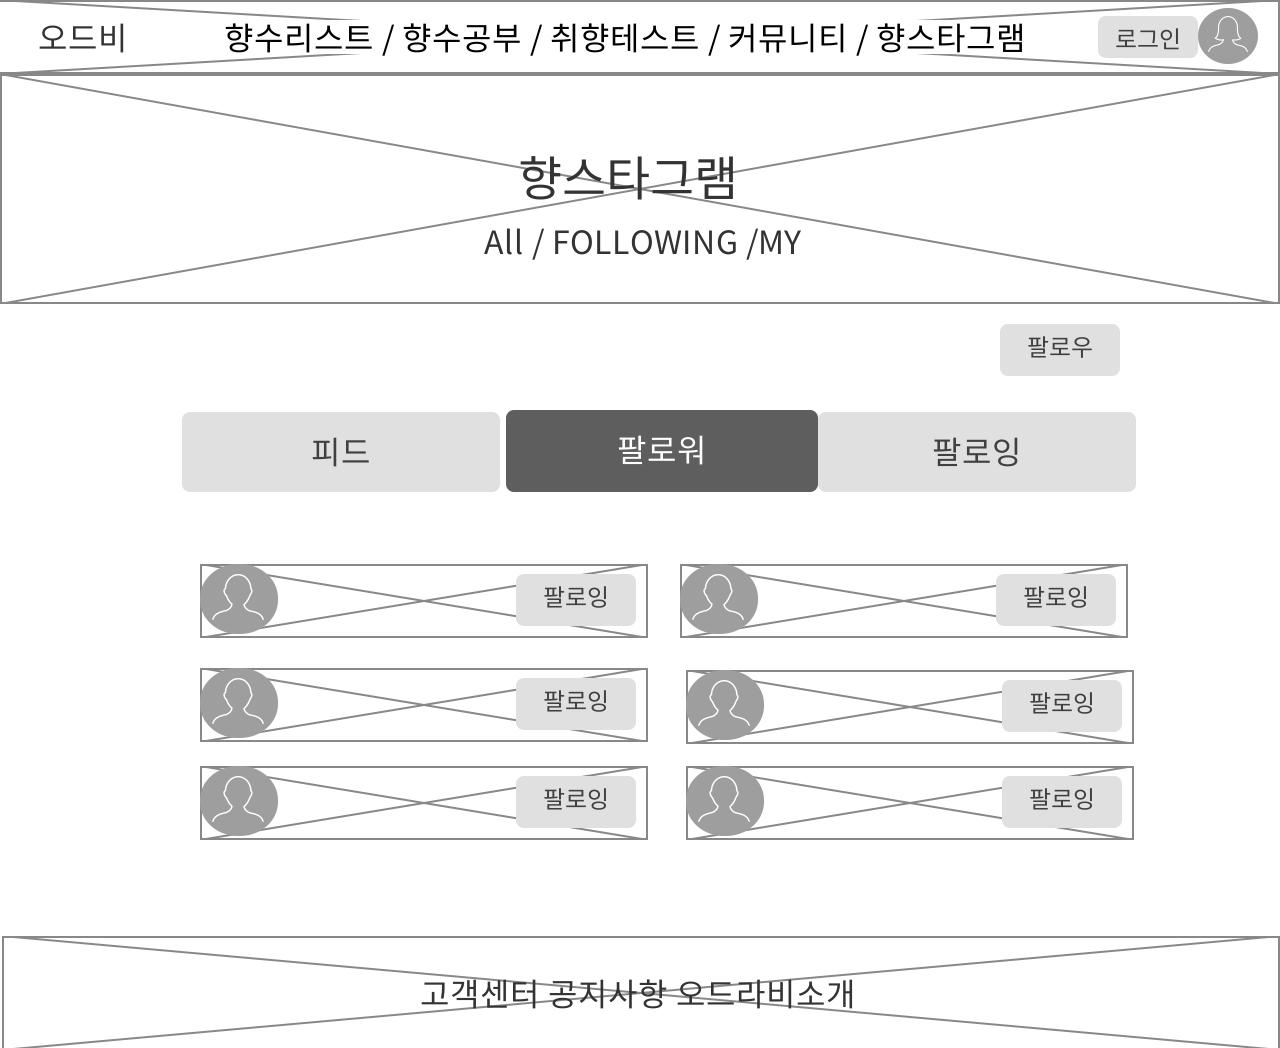 오드비 향수리스트 / 향수공부 / 취향테스트 / 커뮤니티 / 향스타그램 로그인
향스타그램
All / FOLLOWING /MY
팔로우
피드 팔로워 팔로잉
팔로잉 팔로잉
팔로잉 팔로잉
팔로잉 팔로잉
고객센터 공지사항 오드라비소개